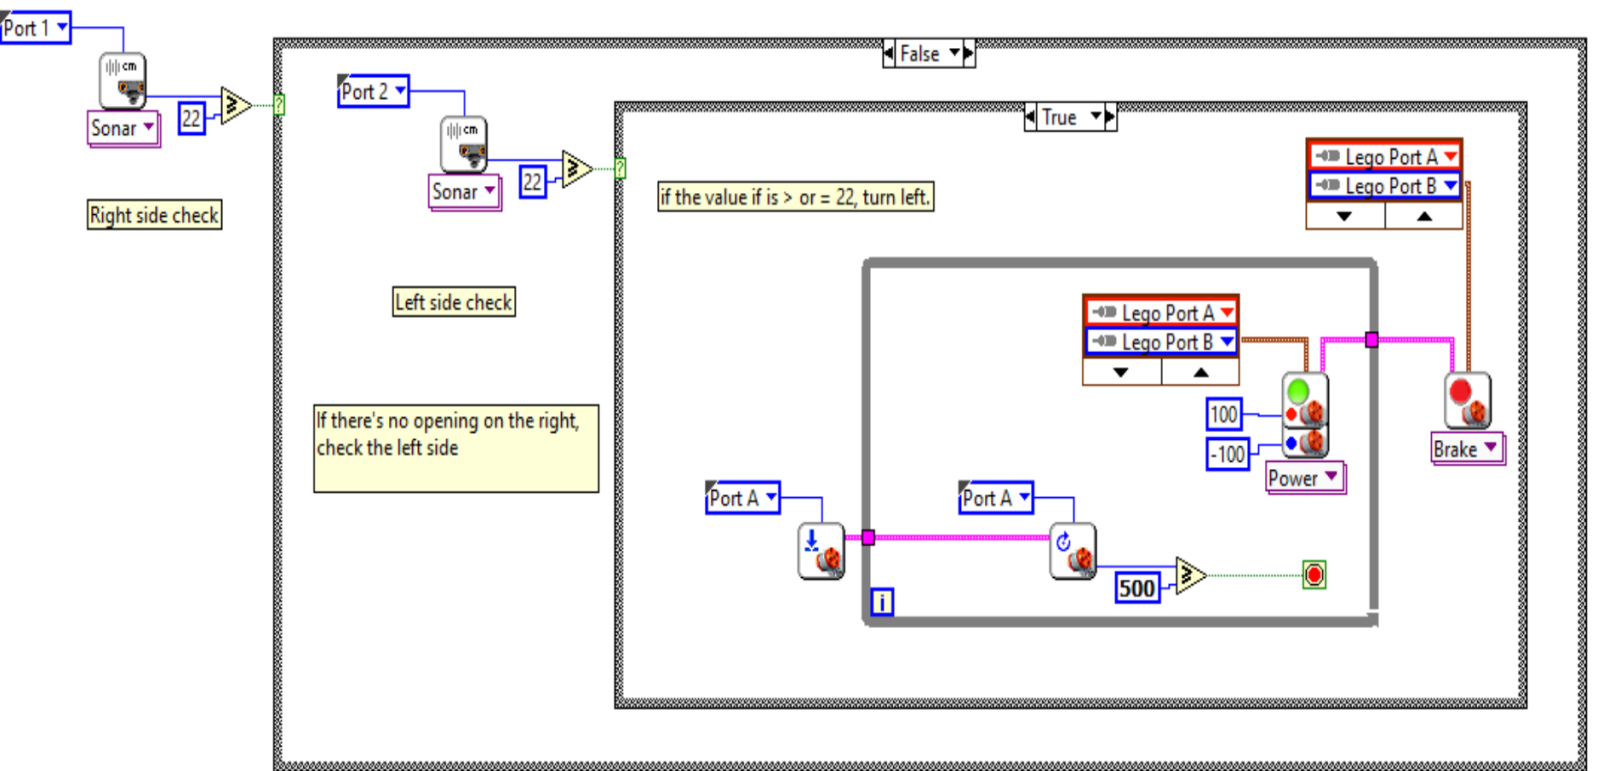 Port 1
cm
Sonar
22
?
Right side check
False
Port 2
cm
Sonar
22
?
Left side check
If there's no opening on the right,
check the left side
True
if the value if is > or = 22, turn left.
Lego Port A
Lego Port B
Lego Port A
Lego Port B
100
-100
Power
Brake
Port A
Port A
500
i